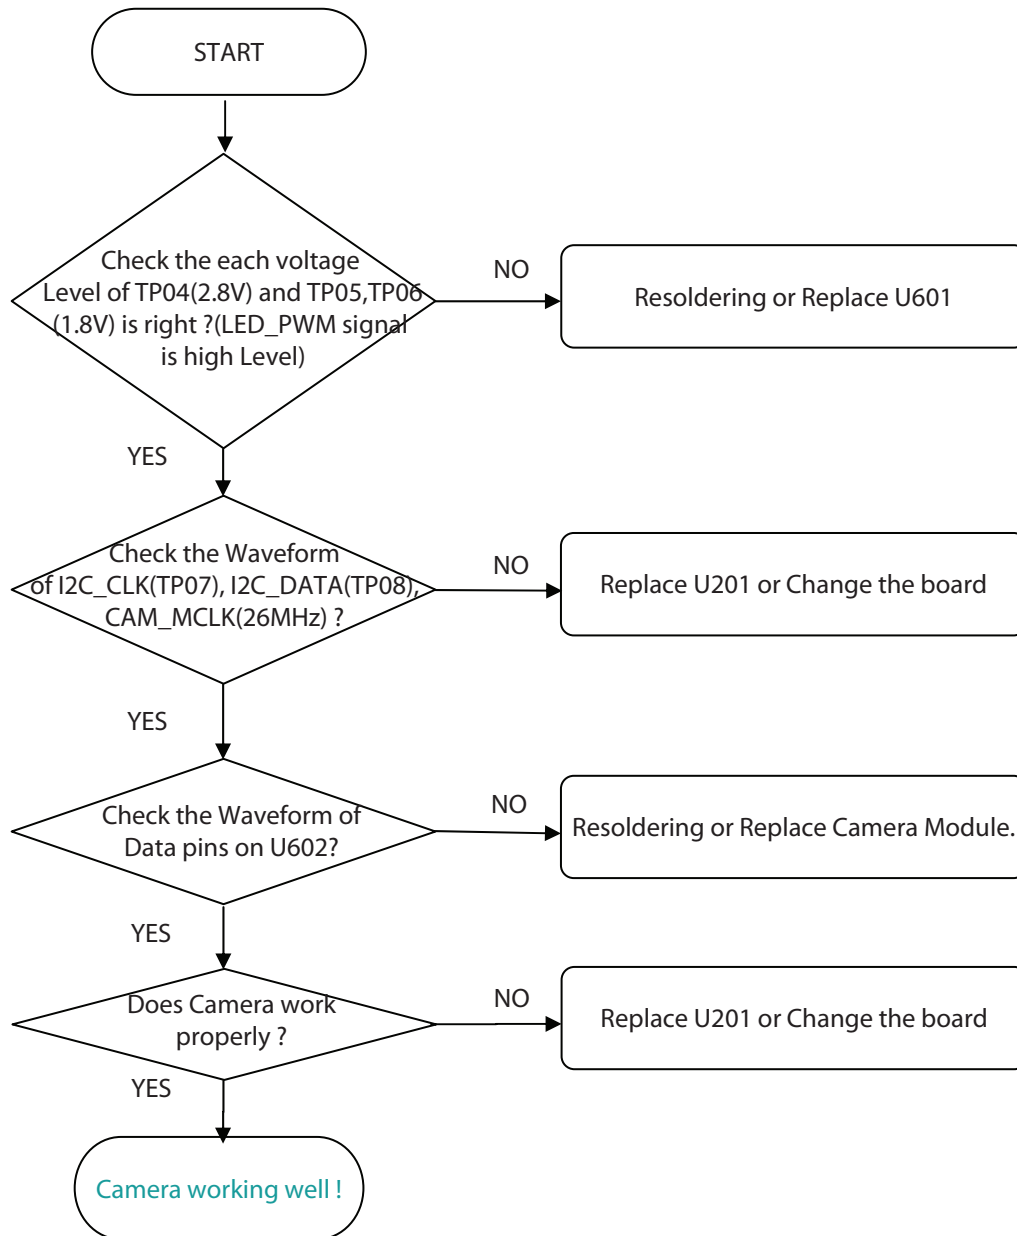 START
Check the each voltage
Level of TP04(2.8V) and TP05,TP06
(1.8V) is right ?(LED_PWM signal
is high Level)
NO
Resoldering or Replace U601
YES
Check the Waveform
of I2C_CLK(TP07), I2C_DATA(TP08),
CAM_MCLK(26MHz) ?
NO
Replace U201 or Change the board
YES
Check the Waveform of
Data pins on U602?
NO
Resoldering or Replace Camera Module.
YES
Does Camera work
properly ?
NO
Replace U201 or Change the board
YES
Camera working well !